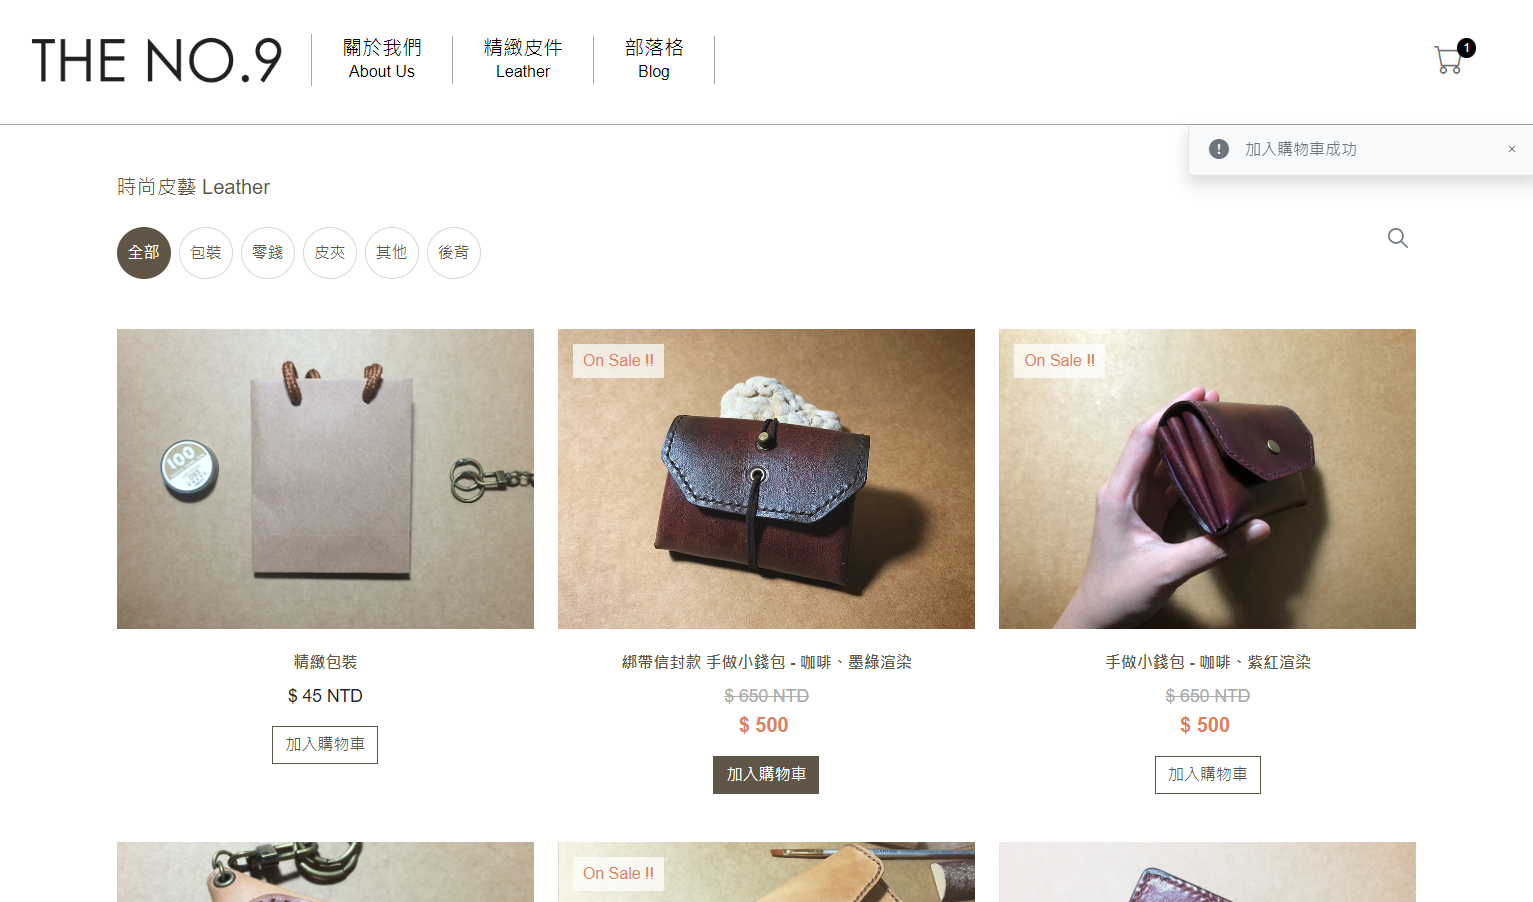 THE NO.9
關於我們
About Us
精緻皮件
Leather
部落格
Blog
1
加入購物車成功
×
時尚皮藝 Leather
全部
包裝
零錢
皮夾
其他
後背
100
On Sale !!
On Sale !!
精緻包裝
$ 45 NTD
加入購物車
綁帶信封款 手做小錢包 - 咖啡、墨綠渲染
$ 650 NTD
$ 500
加入購物車
手做小錢包 - 咖啡、紫紅渲染
$ 650 NTD
$ 500
加入購物車
On Sale !!